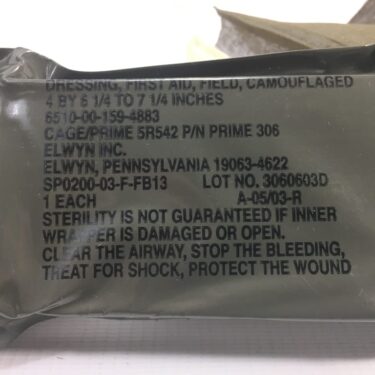 DRESSING, FIRST AID, FIELD, CAMOUFLAGED
4 BY 6 1/4 TO 7 1/4 INCHES
6510-00-159-4883
CAGE/PRIME 5R542 P/N PRIME 306
ELWYN INC.
ELWYN, PENNSYLVANIA 19063-4622
SP0200-03-F-FB13 LOT NO. 3060603D
1 EACH A-05/03-R
STERILITY IS NOT GUARANTEED IF INNER
WRAPPER IS DAMAGED OR OPEN.
CLEAR THE AIRWAY, STOP THE BLEEDING,
TREAT FOR SHOCK, PROTECT THE WOUND